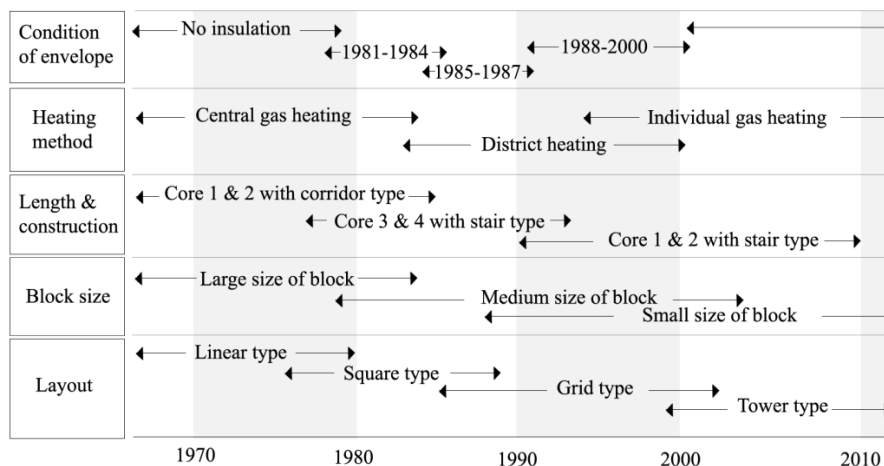 Condition
of envelope
No insulation
1981-1984
1985-1987
1988-2000
Heating
method
Central gas heating
Individual gas heating
District heating
Length &
construction
Core 1 & 2 with corridor type
Core 3 & 4 with stair type
Core 1 & 2 with stair type
Block size
Large size of block
Medium size of block
Small size of block
Layout
Linear type
Square type
Grid type
Tower type
1970 1980 1990 2000 2010